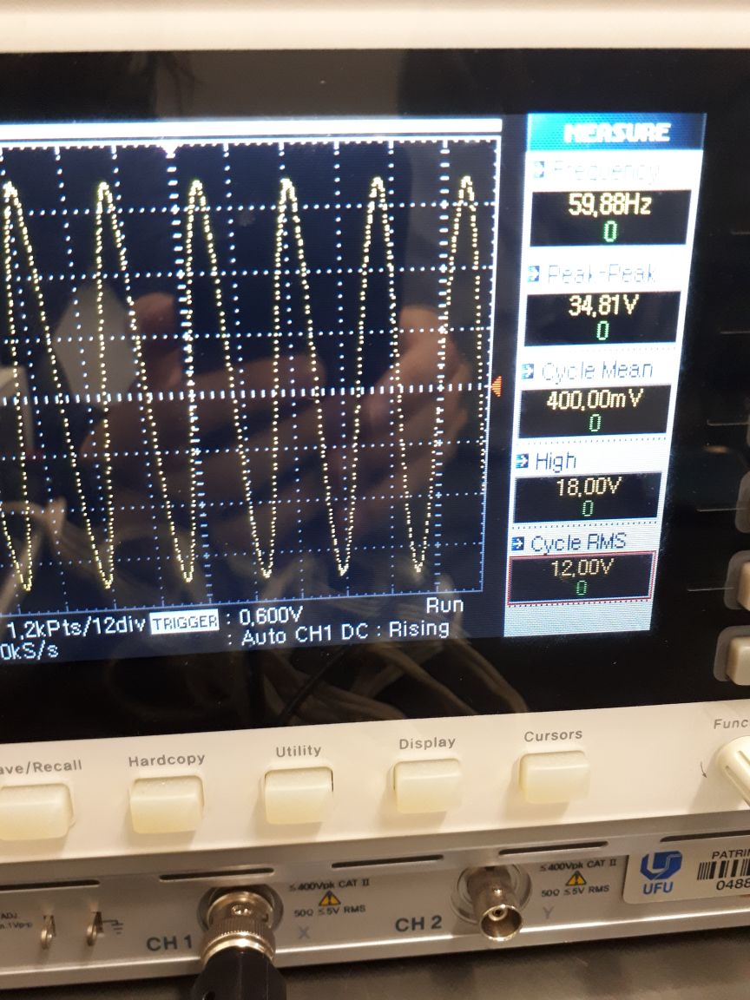 MEASURE
Frequency
59,88Hz
0
Peak-Peak
34,81V
0
Cycle Mean
400,00mV
0
High
18,00V
0
Cycle RMS
12,00V
0
Run
1,2kPts/12div TRIGGER : 0,600V
0kS/s : Auto CH1 DC : Rising
ave/Recall
Hardcopy
Utility
Display
Cursors
Func
≤400Vpk CAT II
50Ω ≤5V RMS
CH 1
X
≤400Vpk CAT II
50Ω ≤5V RMS
CH 2
Y
UFU
PATRI
0488
ADJ